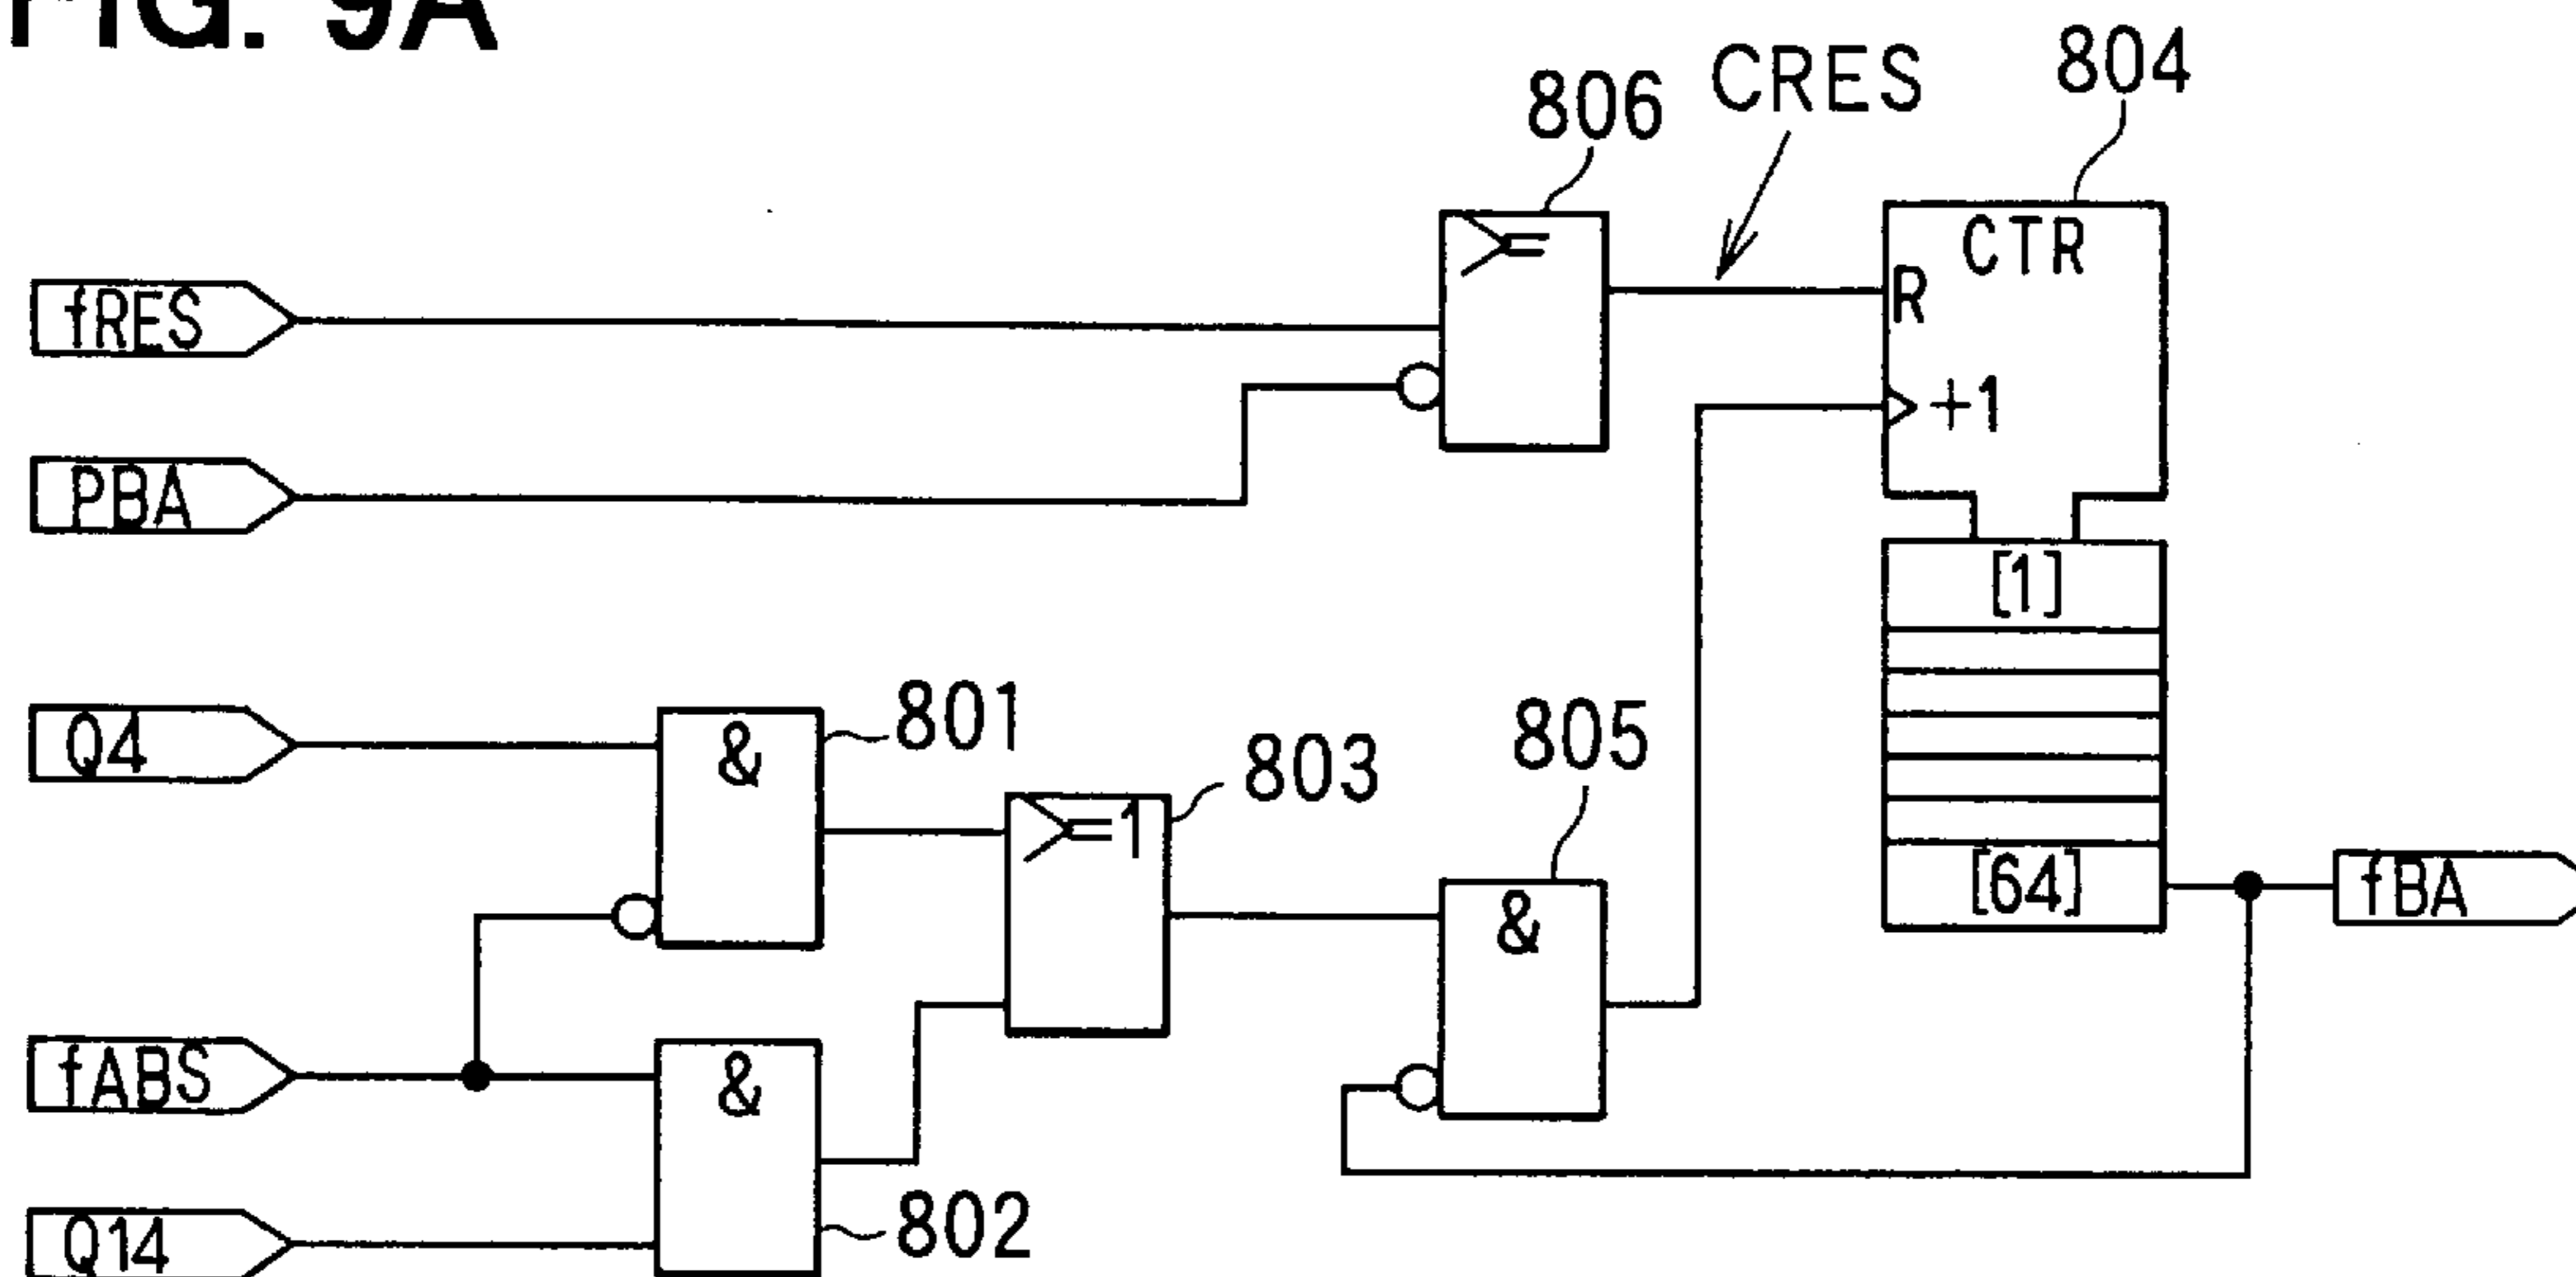 FIG. 9A
806
CRES
804
CTR
fRES
>=
R
+1
PBA
[1]
Q4
&
801
803
>=1
805
&
[64]
fBA
fABS
&
Q14
802